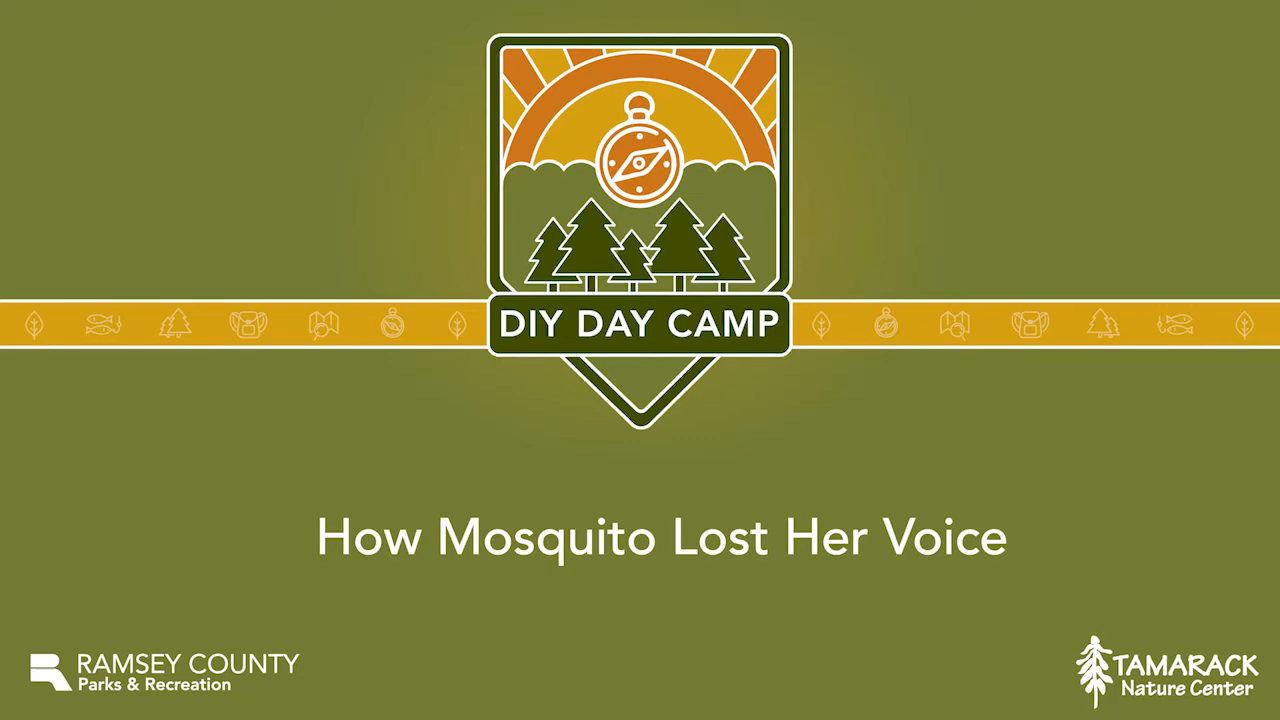 DIY DAY CAMP
How Mosquito Lost Her Voice
RAMSEY COUNTY
Parks & Recreation
TAMARACK
Nature Center